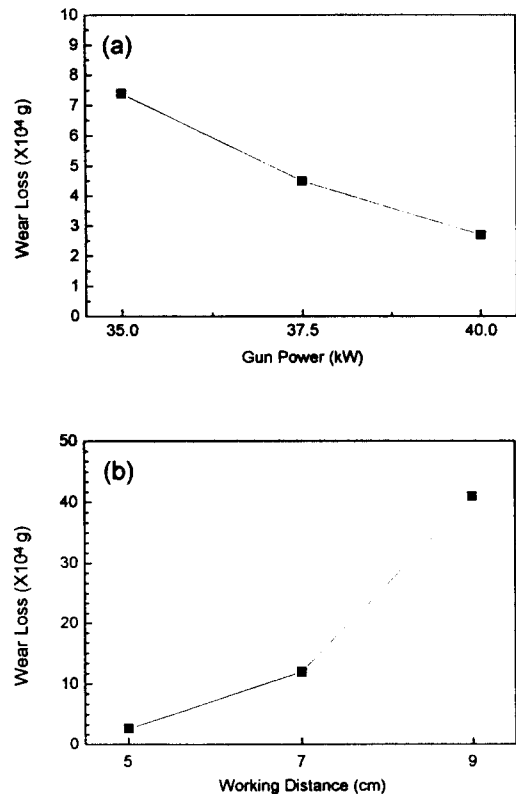 (a)
Wear Loss (X10⁴ g)
10
9
8
7
6
5
4
3
2
1
0
35.0 37.5 40.0
Gun Power (kW)
(b)
Wear Loss (X10⁴ g)
50
40
30
20
10
0
5 7 9
Working Distance (cm)